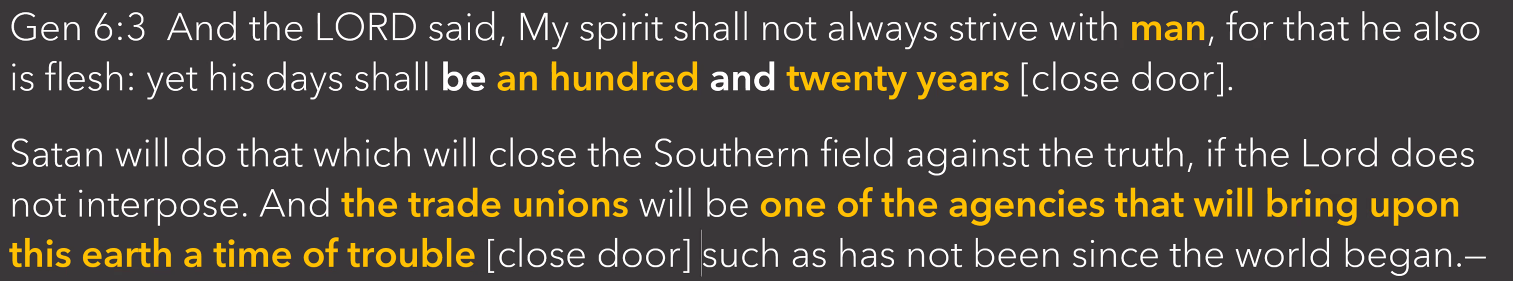 Gen 6:3  And the LORD said, My spirit shall not always strive with man, for that he also
is flesh: yet his days shall be an hundred and twenty years [close door].
Satan will do that which will close the Southern field against the truth, if the Lord does
not interpose. And the trade unions will be one of the agencies that will bring upon
this earth a time of trouble [close door] such as has not been since the world began.—